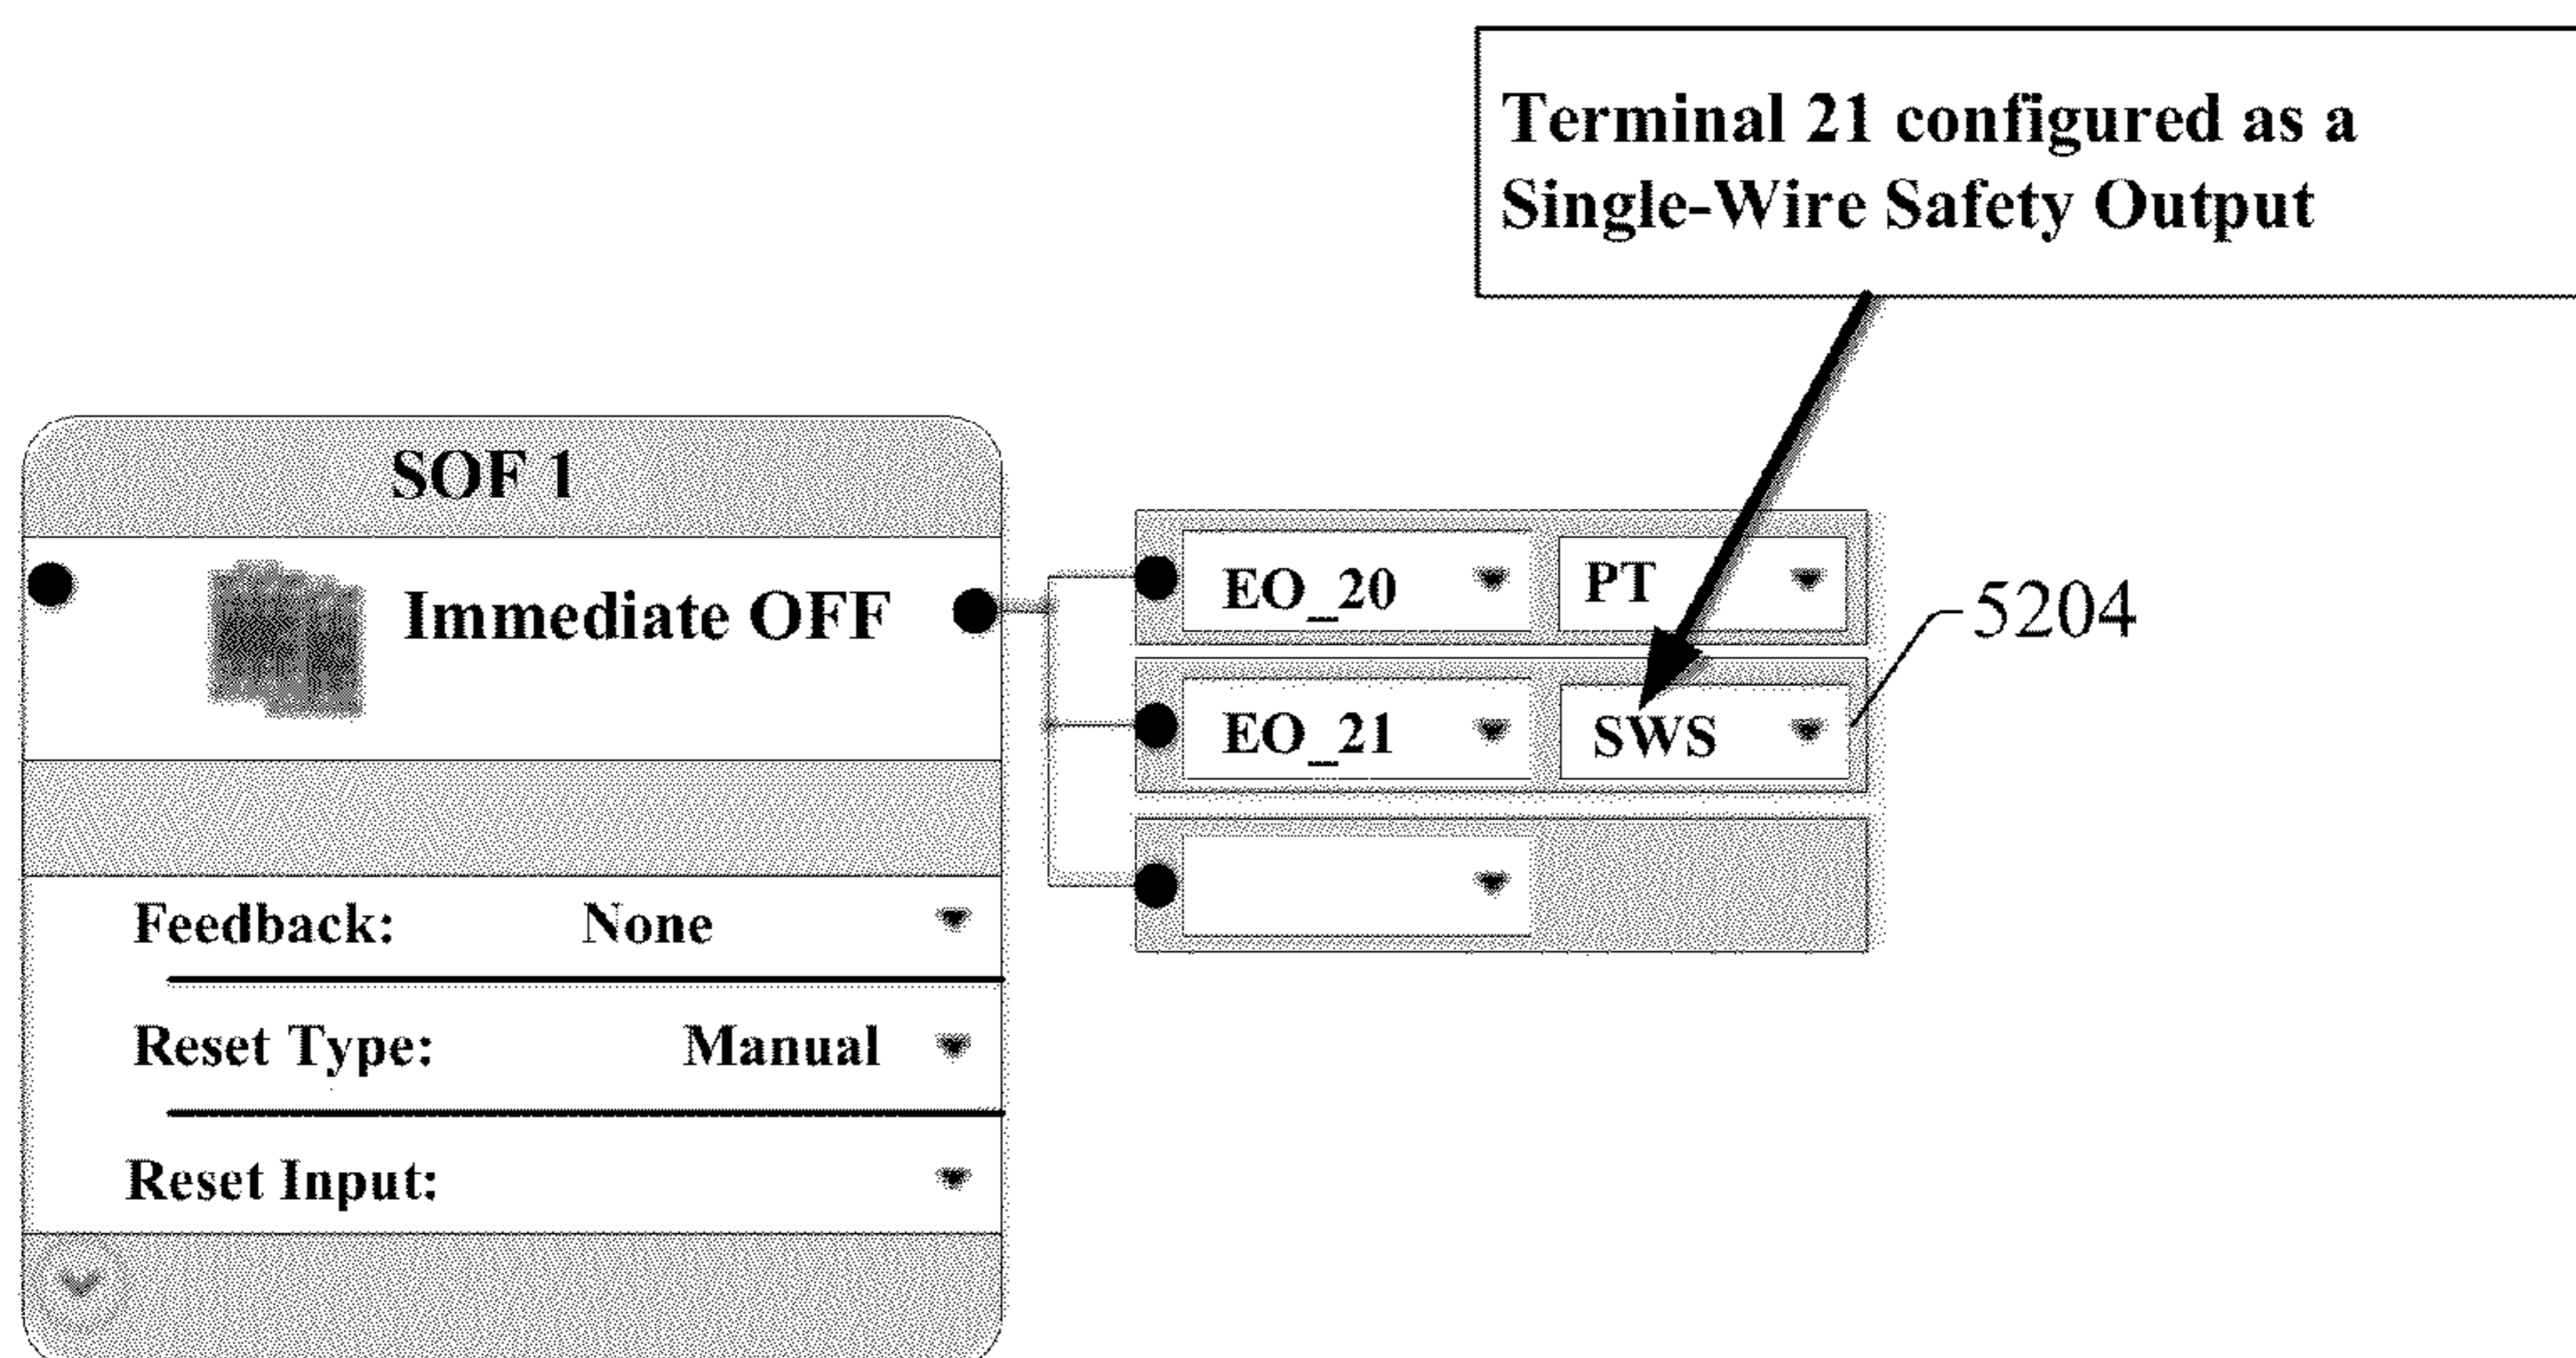 Terminal 21 configured as a
Single-Wire Safety Output
SOF 1
Immediate OFF
EO_20 PT
5204
EO_21 SWS
Feedback: None
Reset Type: Manual
Reset Input: